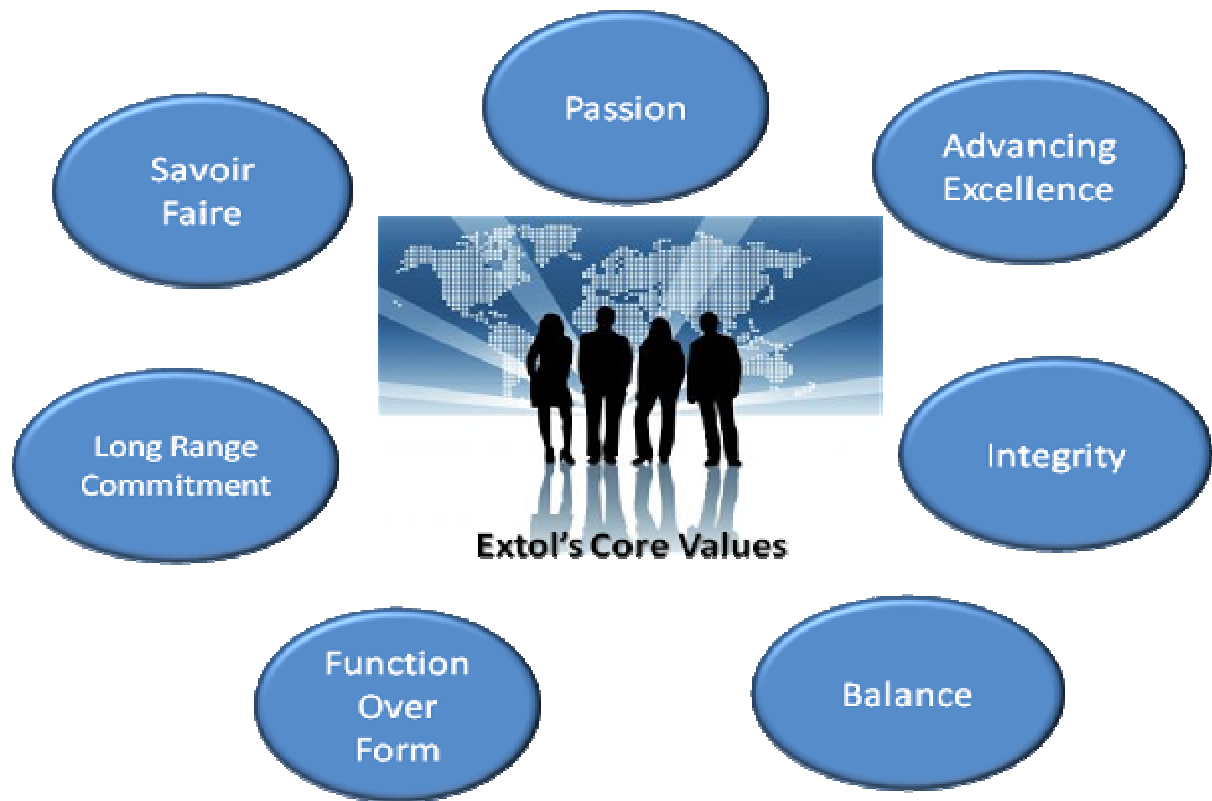 Passion
Advancing
Excellence
Savoir
Faire
Long Range
Commitment
Integrity
Extol's Core Values
Function
Over
Form
Balance